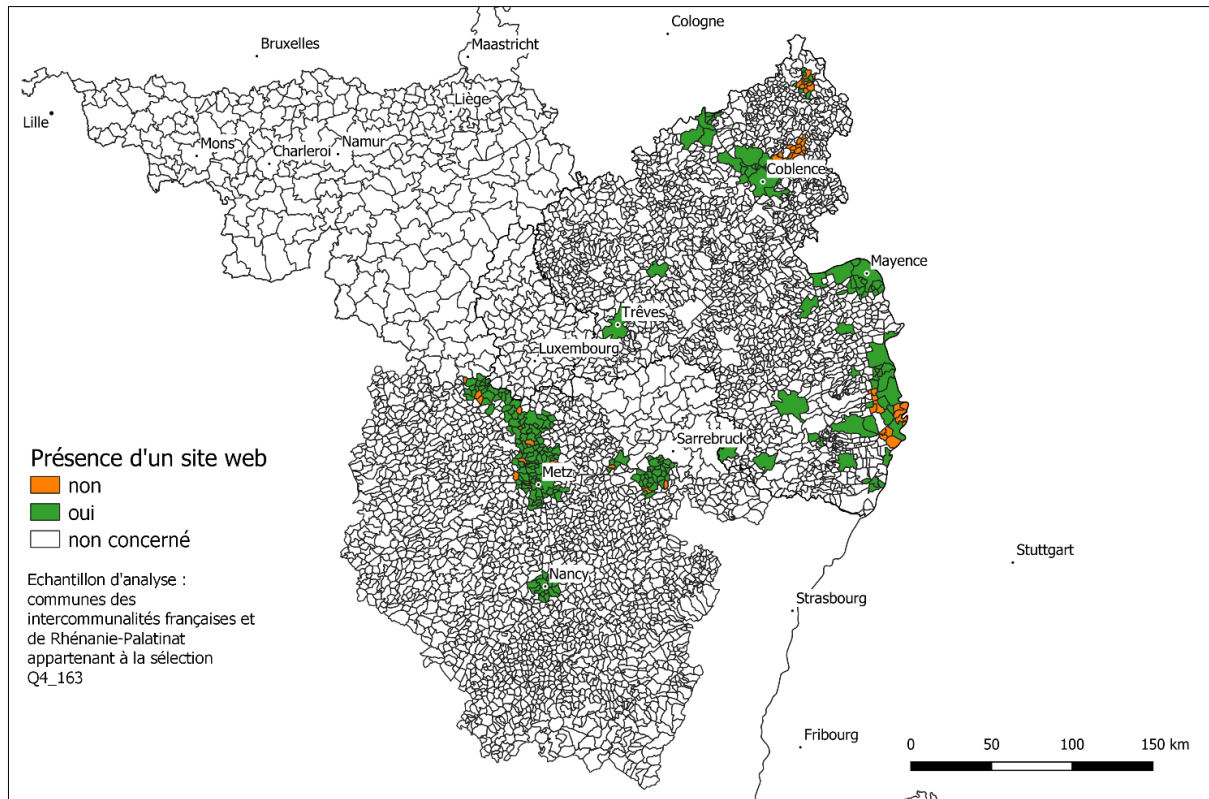 Cologne
Bruxelles
Maastricht
Liège
Lille
Mons
Namur
Charleroi
Coblence
Mayence
Trêves
Luxembourg
Sarrebruck
Metz
Présence d'un site web
non
oui
non concerné
Stuttgart
Nancy
Echantillon d'analyse :
communes des
intercommunalités françaises et
de Rhénanie-Palatinat
appartenant à la sélection
Q4_163
Strasbourg
Fribourg
0 50 100 150 km